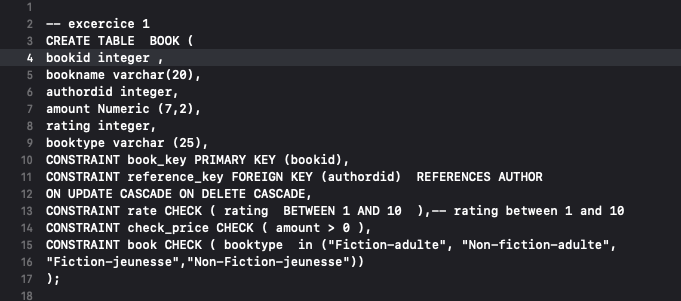 1
2 -- excercice 1
3 CREATE TABLE  BOOK (
4 bookid integer ,
5 bookname varchar(20),
6 authordid integer,
7 amount Numeric (7,2),
8 rating integer,
9 booktype varchar (25),
10 CONSTRAINT book_key PRIMARY KEY (bookid),
11 CONSTRAINT reference_key FOREIGN KEY (authordid)  REFERENCES AUTHOR
12 ON UPDATE CASCADE ON DELETE CASCADE,
13 CONSTRAINT rate CHECK ( rating  BETWEEN 1 AND 10  ),-- rating between 1 and 10
14 CONSTRAINT check_price CHECK ( amount > 0 ),
15 CONSTRAINT book CHECK ( booktype  in ("Fiction-adulte", "Non-fiction-adulte",
16 "Fiction-jeunesse","Non-Fiction-jeunesse"))
17 );
18